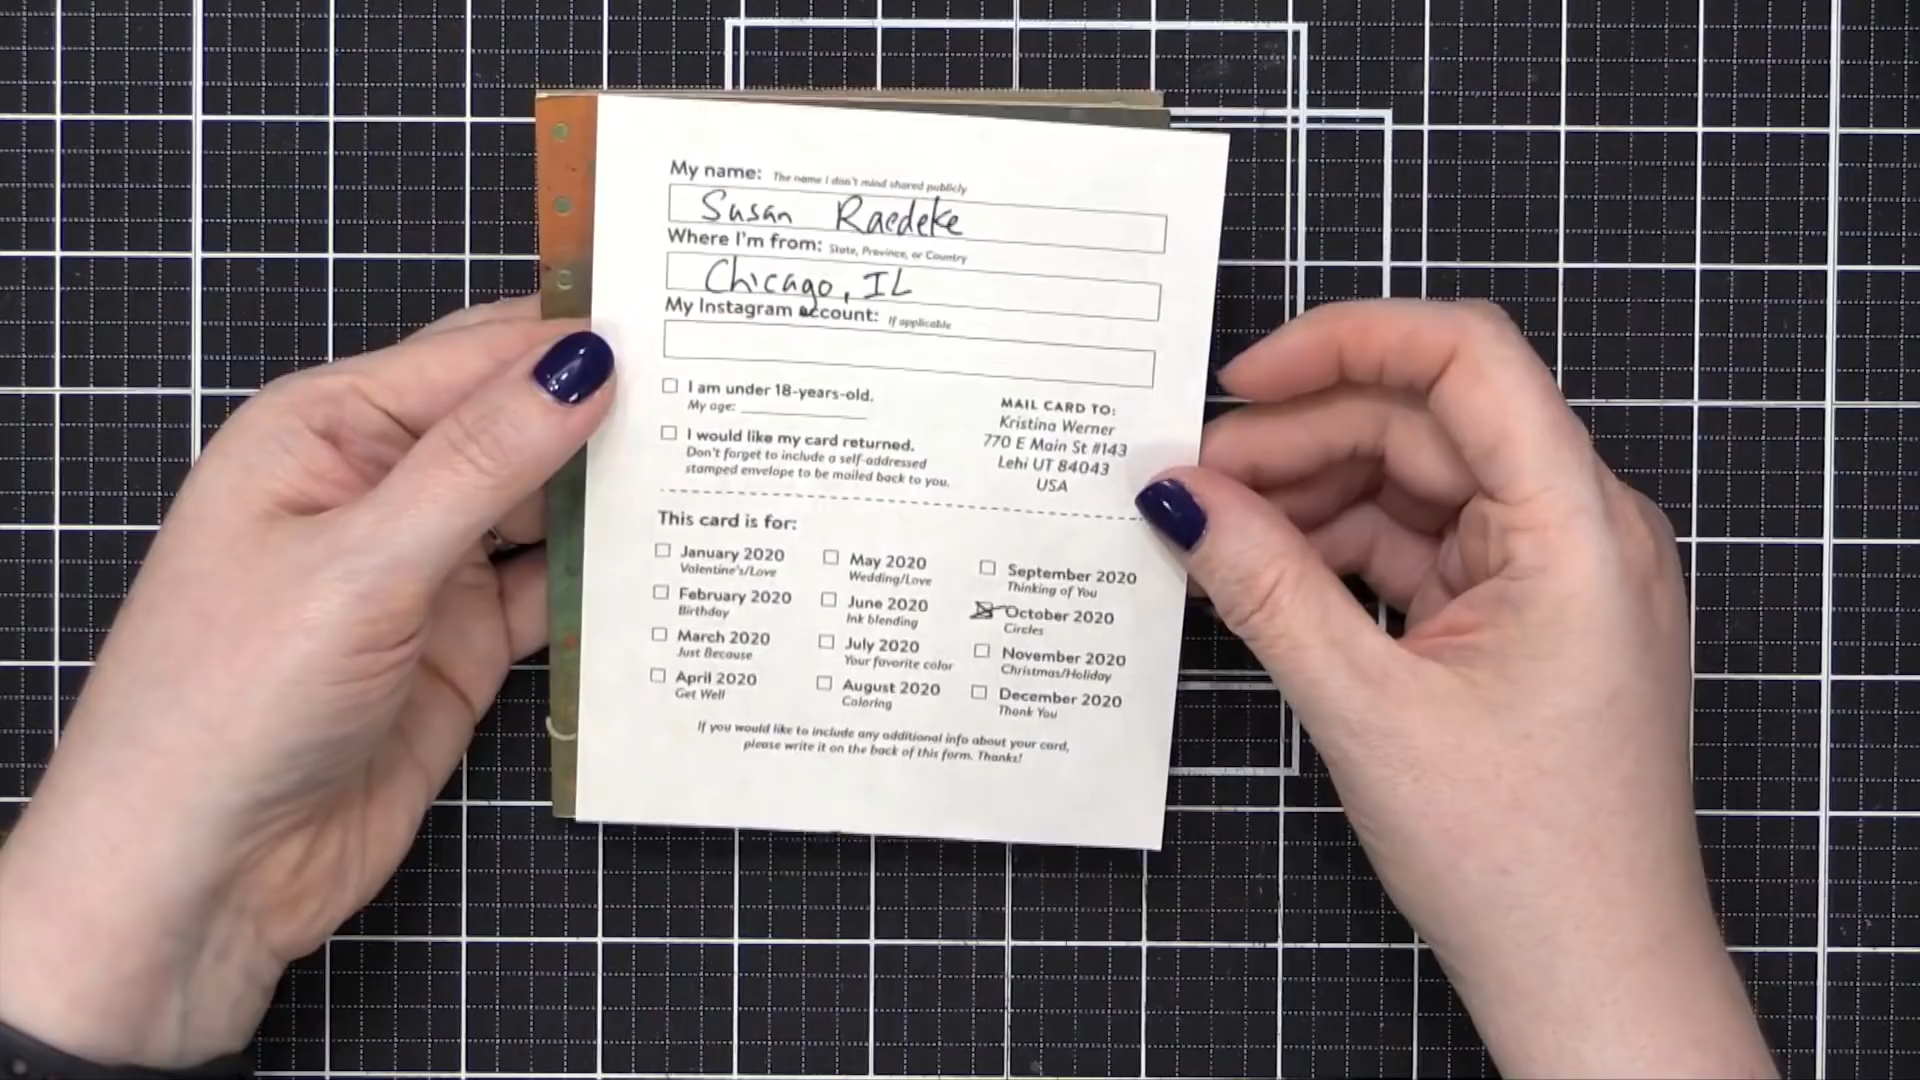 My name: The name I don't mind shared publicly
Susan Raedeke
Where I'm from: State, Province, or Country
Chicago, IL
My Instagram account: If applicable
I am under 18-years-old.
My age:
I would like my card returned.
Don't forget to include a self-addressed
stamped envelope to be mailed back to you.
MAIL CARD TO:
Kristina Werner
770 E Main St #143
Lehi UT 84043
USA
This card is for:
January 2020
Valentine's/Love
February 2020
Birthday
March 2020
Just Because
April 2020
Get Well
May 2020
Wedding/Love
June 2020
Ink blending
July 2020
Your favorite color
August 2020
Coloring
September 2020
Thinking of You
October 2020
Circles
November 2020
Christmas/Holiday
December 2020
Thank You
If you would like to include any additional info about your card,
please write it on the back of this form. Thanks!